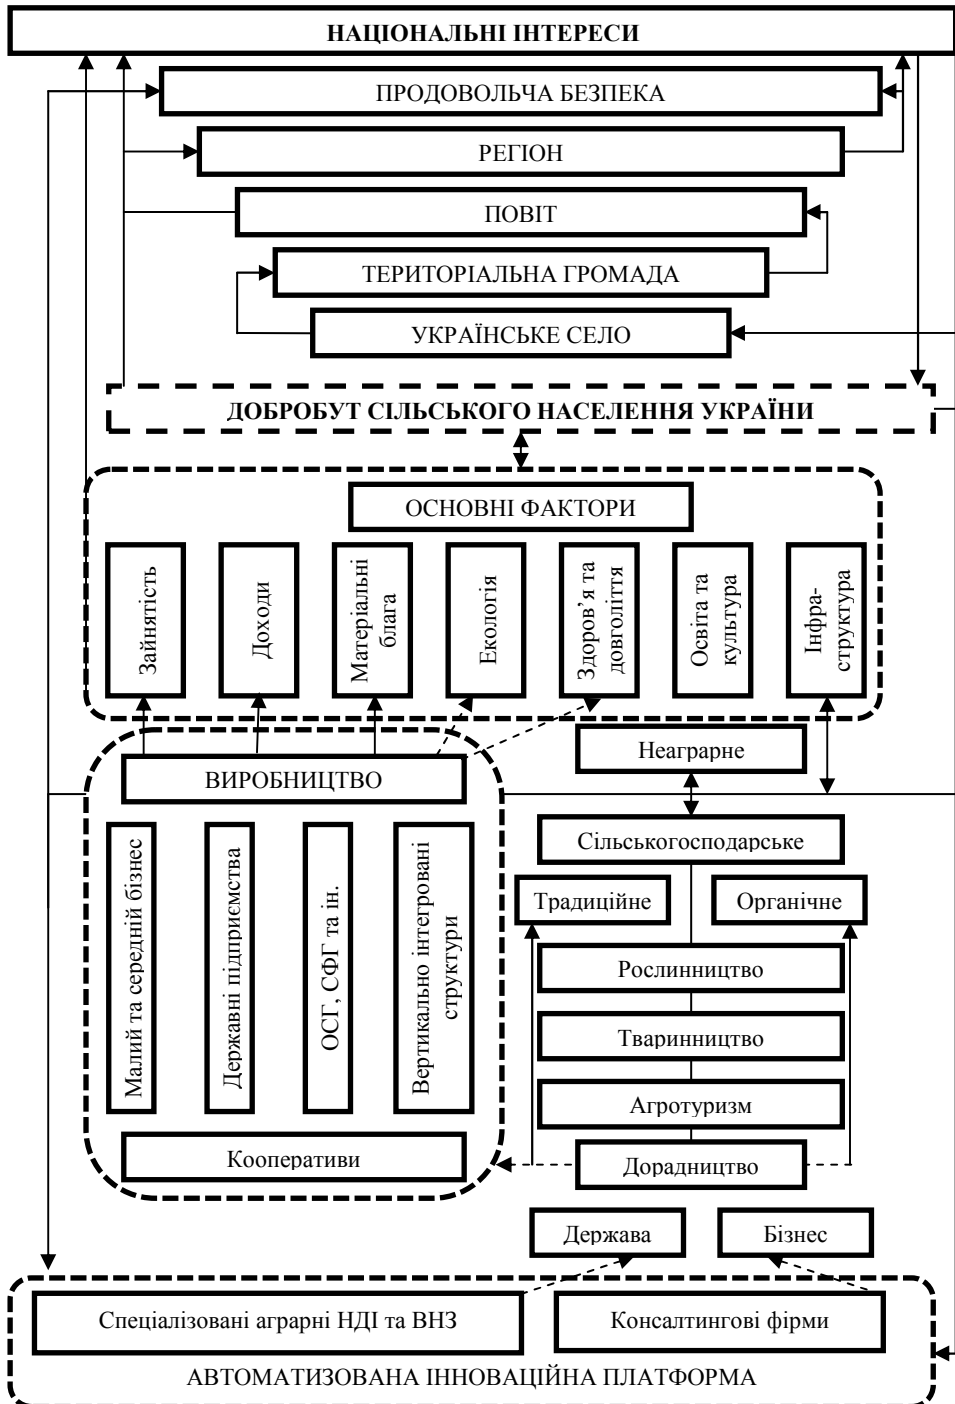 НАЦІОНАЛЬНІ ІНТЕРЕСИ
ПРОДОВОЛЬЧА БЕЗПЕКА
РЕГІОН
ПОВІТ
ТЕРИТОРІАЛЬНА ГРОМАДА
УКРАЇНСЬКЕ СЕЛО
ДОБРОБУТ СІЛЬСЬКОГО НАСЕЛЕННЯ УКРАЇНИ
ОСНОВНІ ФАКТОРИ
Зайнятість
Доходи
Матеріальні
блага
Екологія
Здоров'я та
довголіття
Освіта та
культура
Інфра-
структура
Неаграрне
ВИРОБНИЦТВО
Сільськогосподарське
Малий та середній бізнес
Державні підприємства
ОСГ, СФГ та ін.
Вертикально інтегровані
структури
Традиційне
Органічне
Рослинництво
Тваринництво
Агротуризм
Кооперативи
Дорадництво
Держава
Бізнес
Спеціалізовані аграрні НДІ та ВНЗ
Консалтингові фірми
АВТОМАТИЗОВАНА ІННОВАЦІЙНА ПЛАТФОРМА